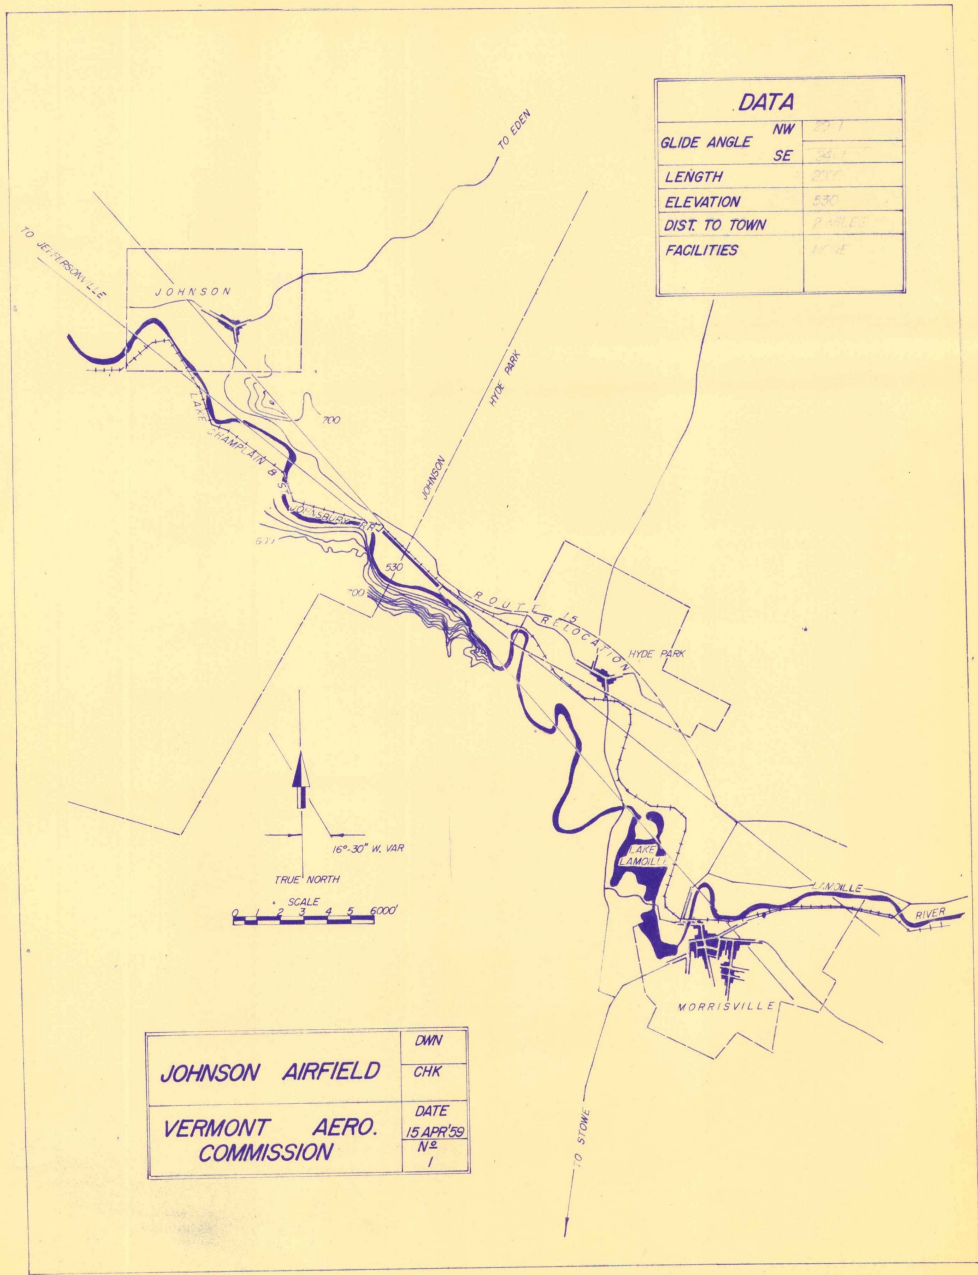 DATA
GLIDE ANGLE NW
SE
LENGTH
ELEVATION 530
DIST. TO TOWN
FACILITIES
TO EDEN
TO JEFFERSONVILLE
JOHNSON
HYDE PARK
JOHNSON
700
LAKE CHAMPLAIN & ST. JOHNSBURY R.R.
530
700
ROUTE 15
RELOCATION
HYDE PARK
16°-30" W. VAR
TRUE NORTH
SCALE
0 1 2 3 4 5 6000'
LAKE
LAMOILLE
LAMOILLE
RIVER
MORRISVILLE
TO STOWE
JOHNSON AIRFIELD
DWN
CHK
VERMONT AERO.
COMMISSION
DATE
15 APR'59
Nº
1